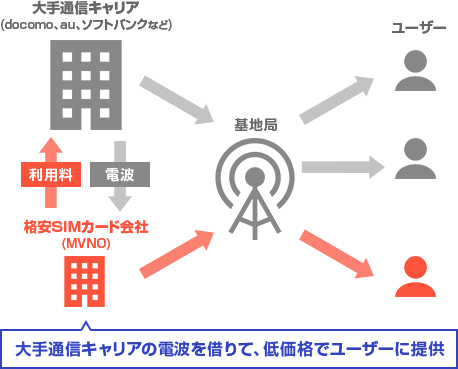 大手通信キャリア
(docomo、au、ソフトバンクなど)
ユーザー
基地局
利用料
電波
格安SIMカード会社
(MVNO)
大手通信キャリアの電波を借りて、低価格でユーザーに提供